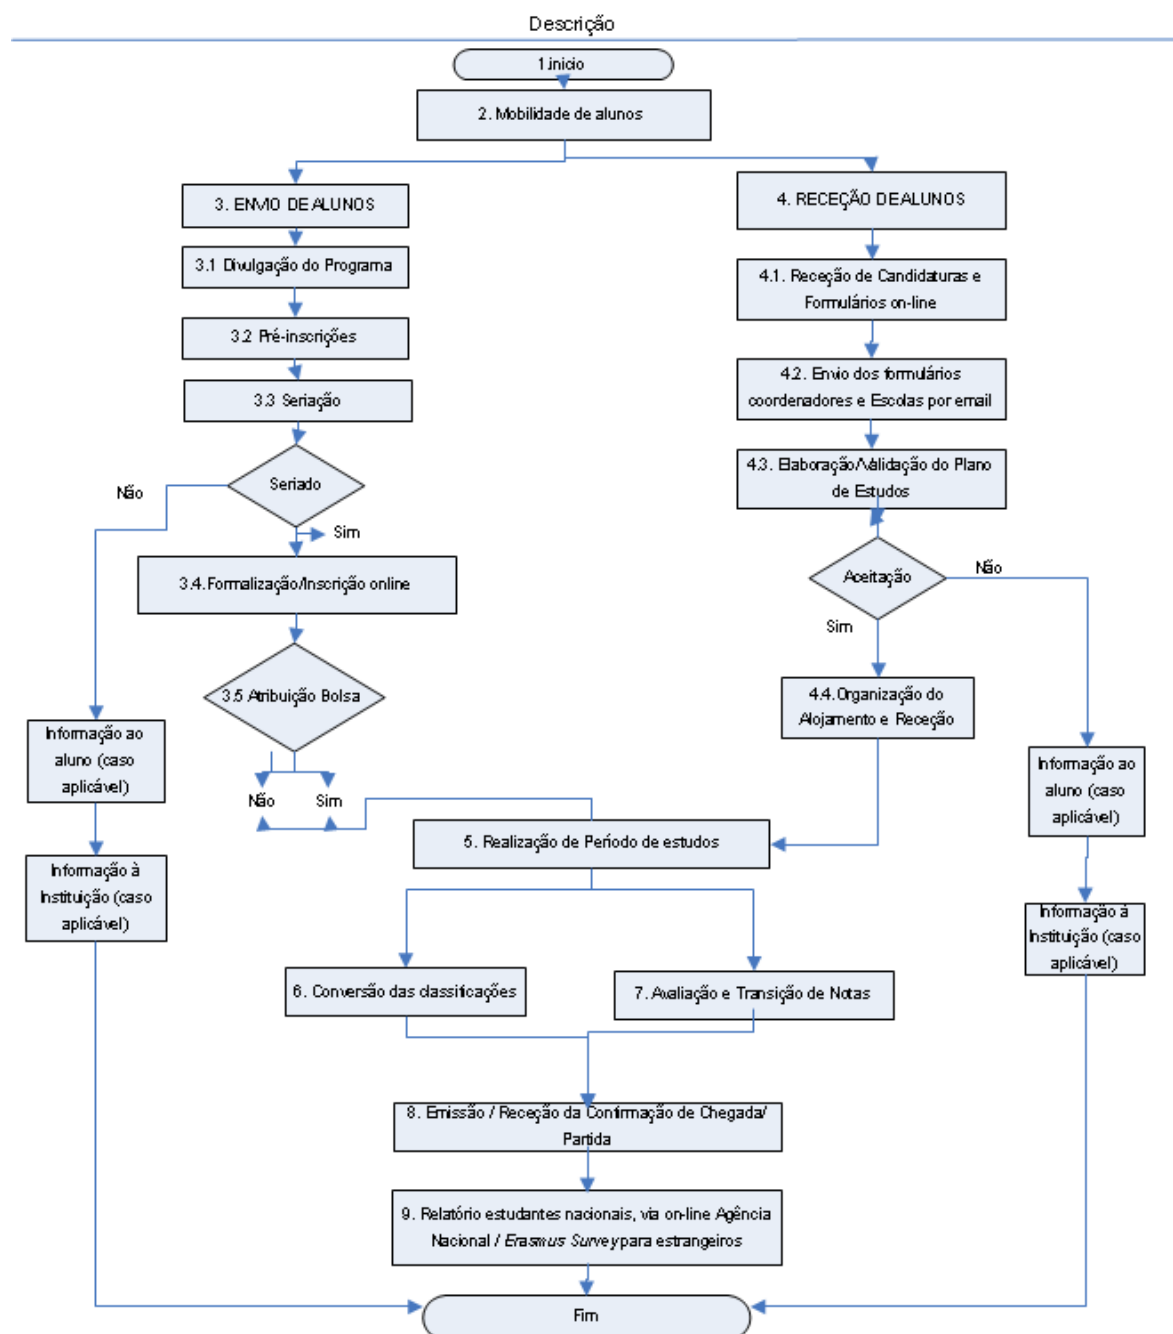 Descrição
1.inicio
2. Mobilidade de alunos
3. ENVIO DE ALUNOS
3.1 Divulgação do Programa
3.2 Pré-inscrições
3.3 Seriação
Seriado
Não
Sim
3.4.Formalização/Inscrição online
3.5 Atribuição Bolsa
Não
Sim
Informação ao
aluno (caso
aplicável)
Informação à
Instituição (caso
aplicável)
4. RECEÇÃO DE ALUNOS
4.1. Receção de Candidaturas e
Formulários on-line
4.2. Envio dos formulários
coordenadores e Escolas por email
4.3. Elaboração/Validação do Plano
de Estudos
Aceitação
Não
Sim
4.4.Organização do
Alojamento e Receção
Informação ao
aluno (caso
aplicável)
Informação à
Instituição (caso
aplicável)
5. Realização de Período de estudos
6. Conversão das classificações
7. Avaliação e Transição de Notas
8. Emissão / Receção da Confirmação de Chegada/
Partida
9. Relatório estudantes nacionais, via on-line Agência
Nacional / Erasmus Survey para estrangeiros
Fim